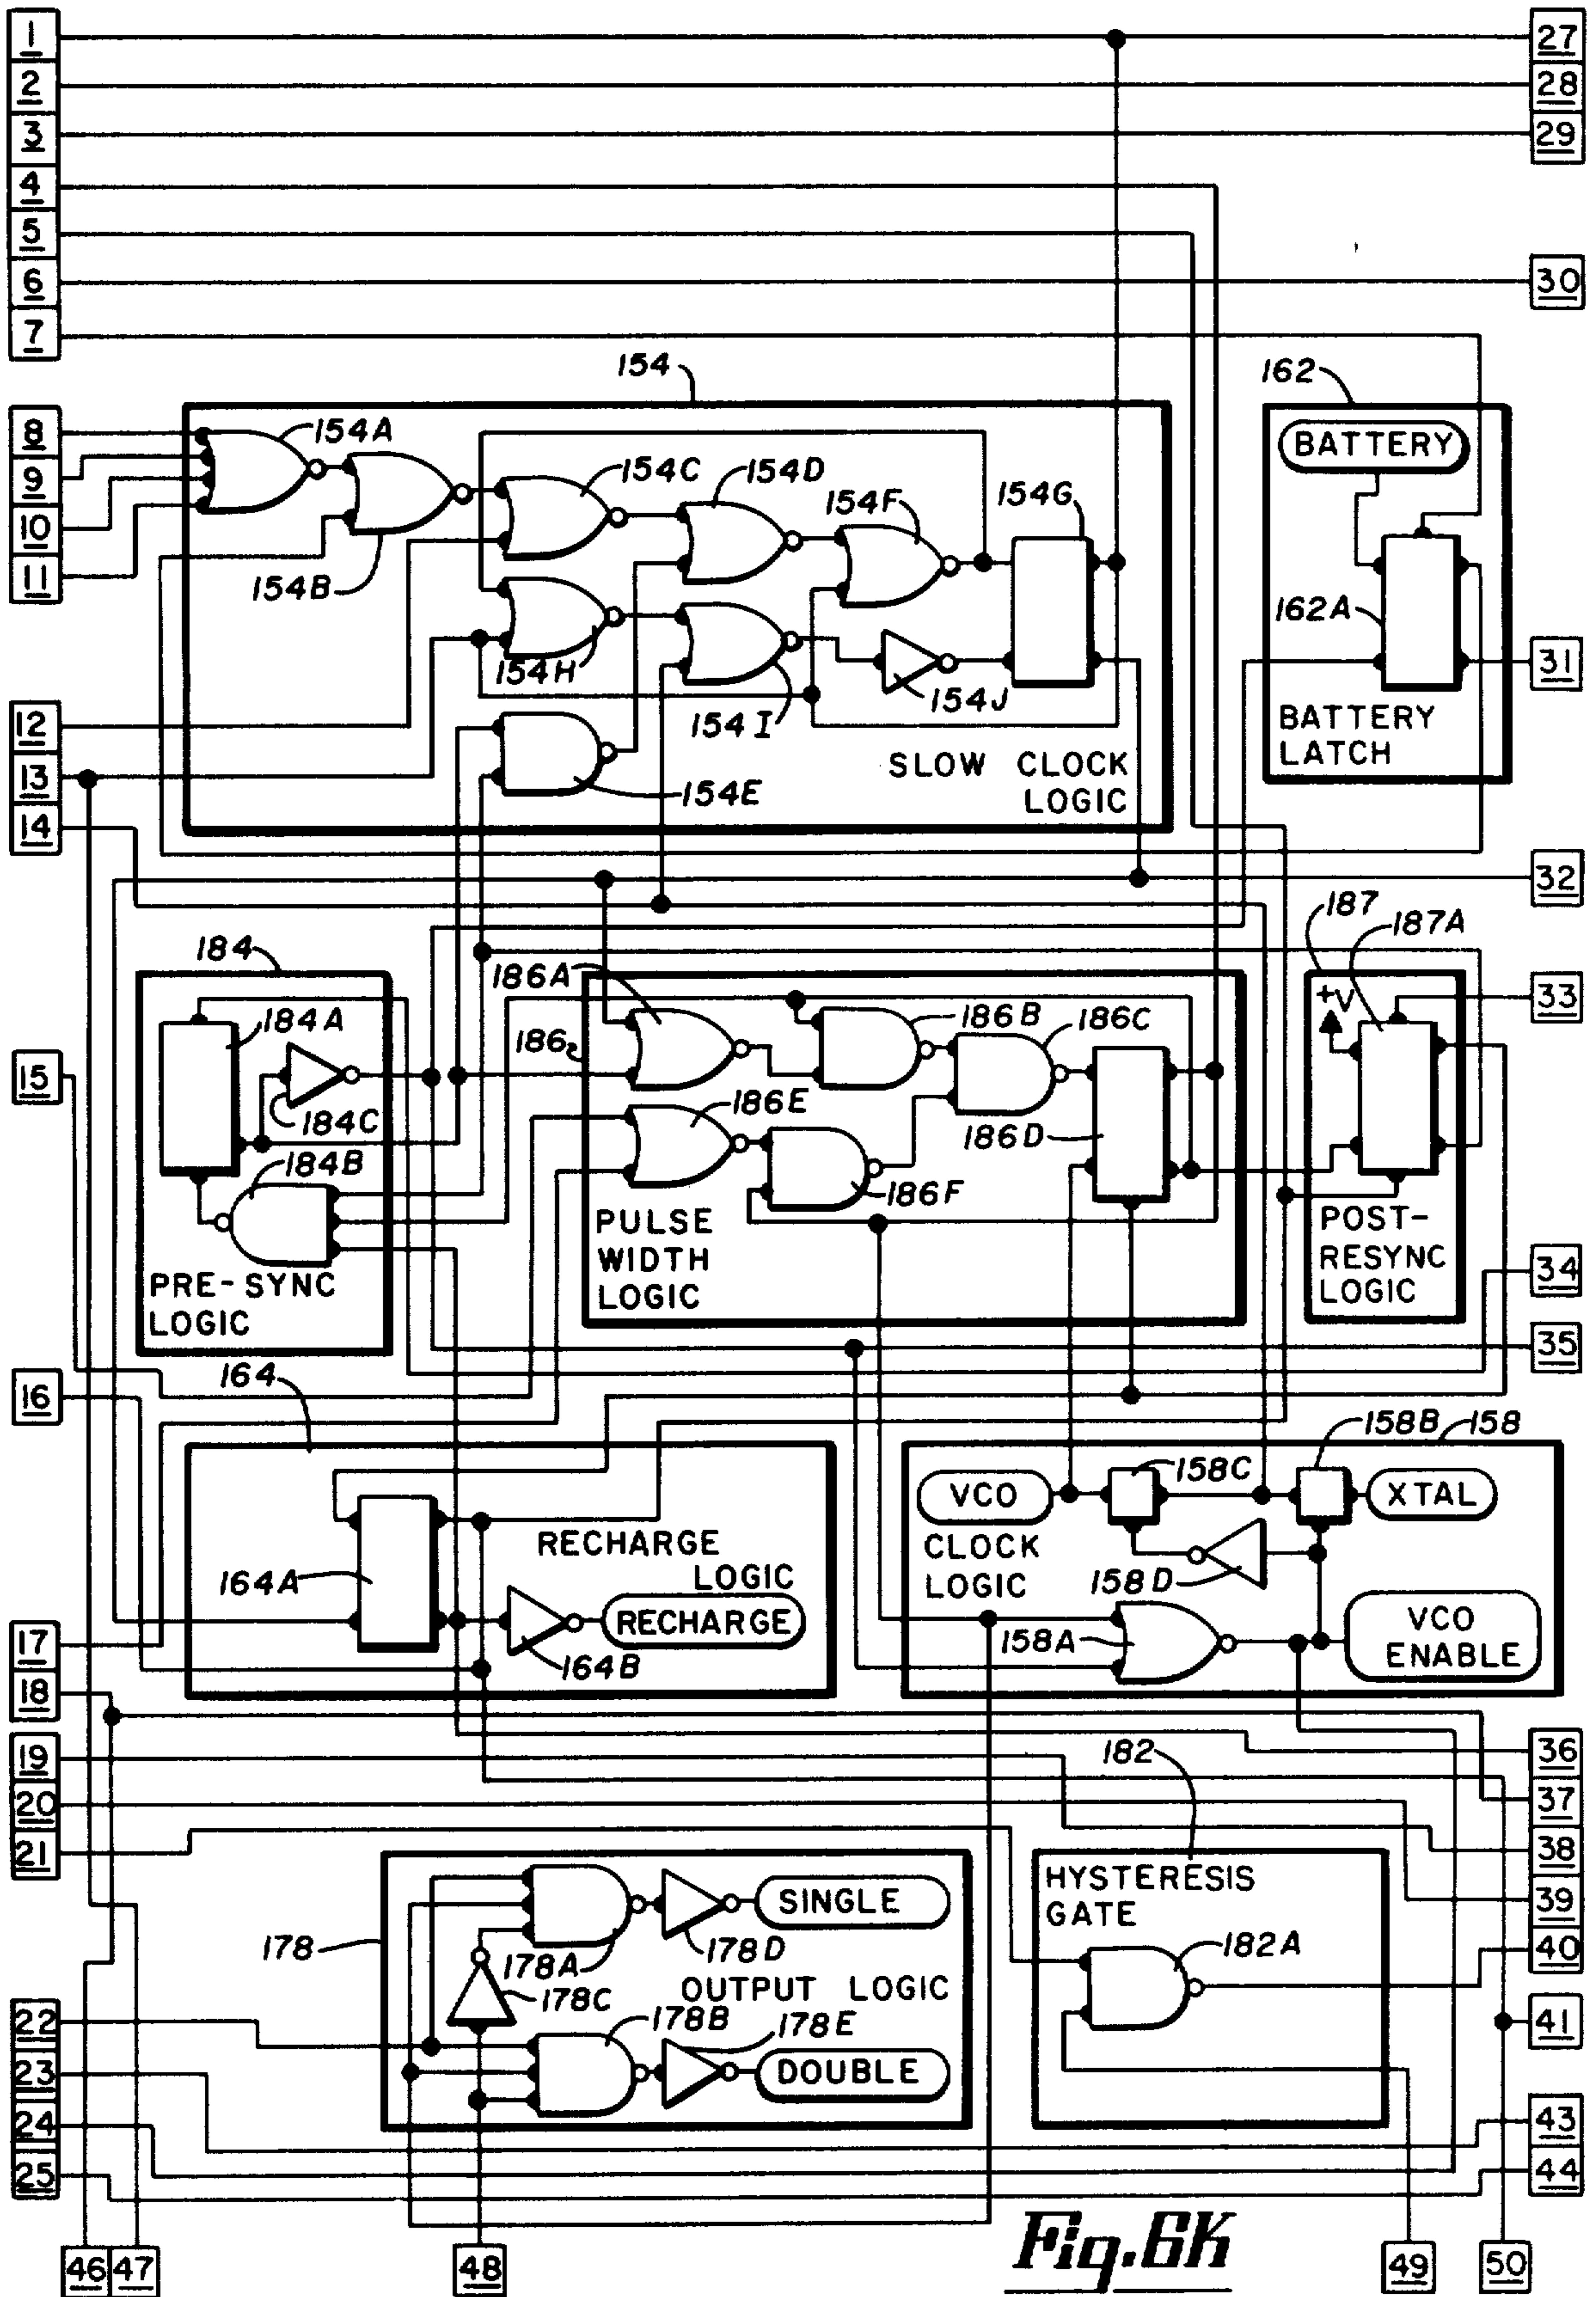 1
27
2
28
3
29
4
5
6
30
7
154
162
8
154A
BATTERY
9
154C
154D
154G
10
154F
11
154B
162A
154H
31
154J
12
154I
BATTERY
LATCH
13
SLOW CLOCK
LOGIC
154E
14
32
187
187A
184
186A
33
+V
184A
186B
186C
186
15
184C
186E
186D
184B
186F
PULSE
WIDTH
LOGIC
POST-
RESYNC
LOGIC
34
PRE-SYNC
LOGIC
35
164
16
158B
158
158C
VCO
XTAL
RECHARGE
LOGIC
CLOCK
LOGIC
164A
158D
RECHARGE
VCO
ENABLE
17
158A
164B
18
182
36
19
20
37
21
38
HYSTERESIS
GATE
SINGLE
39
178
178A
178D
182A
40
OUTPUT LOGIC
178C
22
178B
178E
41
23
DOUBLE
24
43
25
44
Fig. 6K
46
47
48
49
50